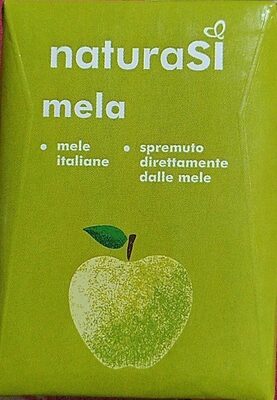 naturaSì
mela
• mele
italiane
• spremuto
direttamente
dalle mele